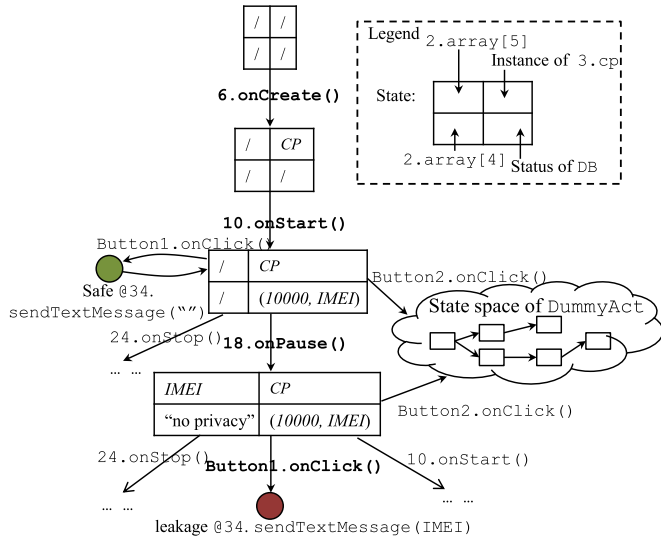 / /
/ /
Legend
2.array[5]
Instance of 3.cp
State:
2.array[4]
Status of DB
6.onCreate()
/ CP
/ /
10.onStart()
Button1.onClick()
/ CP
/ (10000, IMEI)
Safe @34.
sendTextMessage(“”)
Button2.onClick()
State space of DummyAct
24.onStop()
18.onPause()
… …
IMEI CP
“no privacy” (10000, IMEI)
Button2.onClick()
24.onStop()
Button1.onClick()
10.onStart()
… …
… …
leakage @34.sendTextMessage(IMEI)